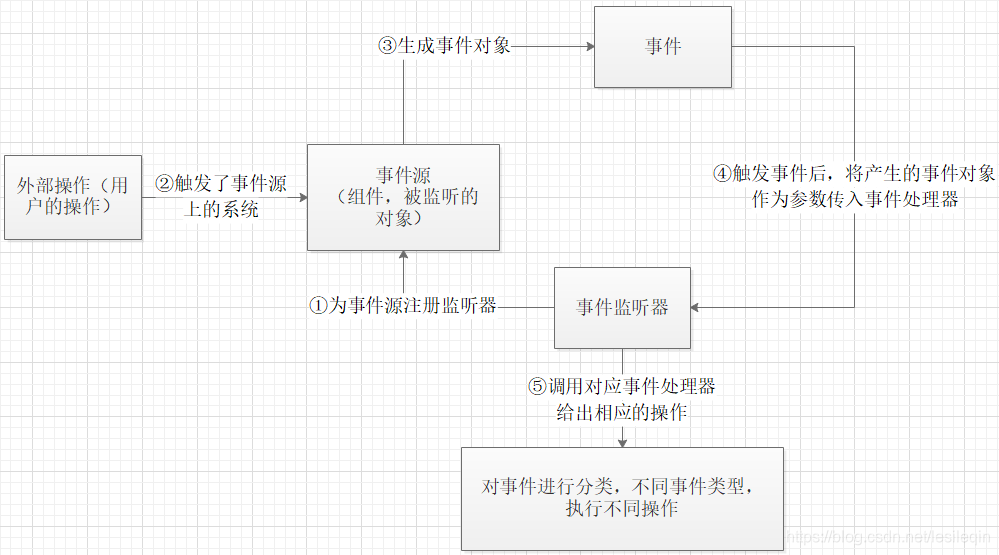 ③生成事件对象
事件
外部操作（用
户的操作）
②触发了事件源
上的系统
事件源
（组件，被监听的
对象）
④触发事件后，将产生的事件对象
作为参数传入事件处理器
①为事件源注册监听器
事件监听器
⑤调用对应事件处理器
给出相应的操作
对事件进行分类，不同事件类型，
执行不同操作
https://blog.csdn.net/leslieqin